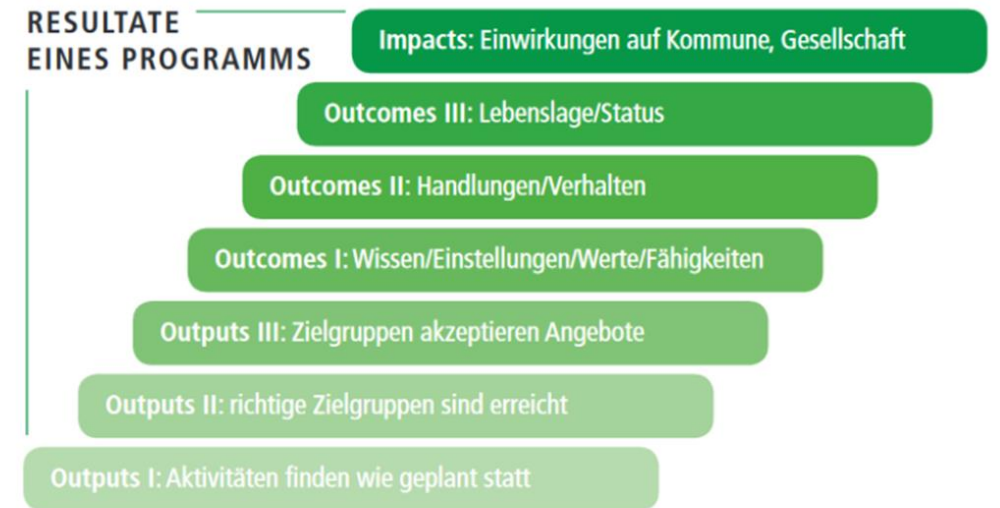 RESULTATE
EINES PROGRAMMS
Impacts: Einwirkungen auf Kommune, Gesellschaft
Outcomes III: Lebenslage/Status
Outcomes II: Handlungen/Verhalten
Outcomes I: Wissen/Einstellungen/Werte/Fähigkeiten
Outputs III: Zielgruppen akzeptieren Angebote
Outputs II: richtige Zielgruppen sind erreicht
Outputs I: Aktivitäten finden wie geplant statt